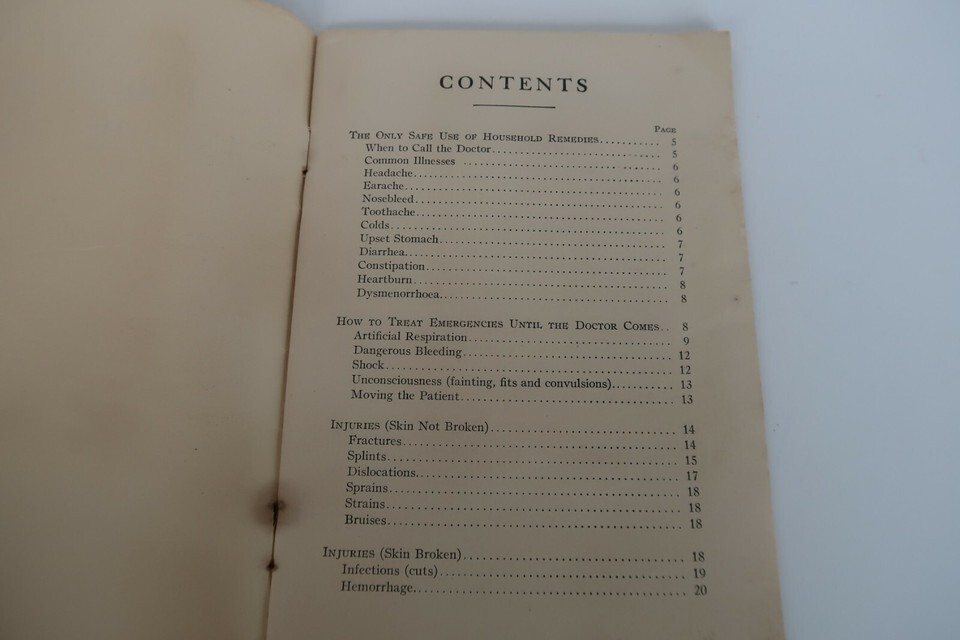 CONTENTS
PAGE
THE ONLY SAFE USE OF HOUSEHOLD REMEDIES........... 5
When to Call the Doctor.............................. 5
Common Illnesses .............................. ....... 6
Headache............................................. 6
Earache.............................................. 6
Nosebleed............................................ 6
Toothache............................................ 6
Colds................................................ 6
Upset Stomach........................................ 7
Diarrhea............................................. 7
Constipation......................................... 7
Heartburn............................................ 8
Dysmenorrhoea........................................ 8
HOW TO TREAT EMERGENCIES UNTIL THE DOCTOR COMES.. 8
Artificial Respiration............................... 9
Dangerous Bleeding................................... 12
Shock................................................ 12
Unconsciousness (fainting, fits and convulsions)........... 13
Moving the Patient................................... 13
INJURIES (Skin Not Broken)............................... 14
Fractures............................................ 14
Splints.............................................. 15
Dislocations......................................... 17
Sprains.............................................. 18
Strains.............................................. 18
Bruises.............................................. 18
INJURIES (Skin Broken)................................... 18
Infections (cuts).................................... 19
Hemorrhage........................................... 20